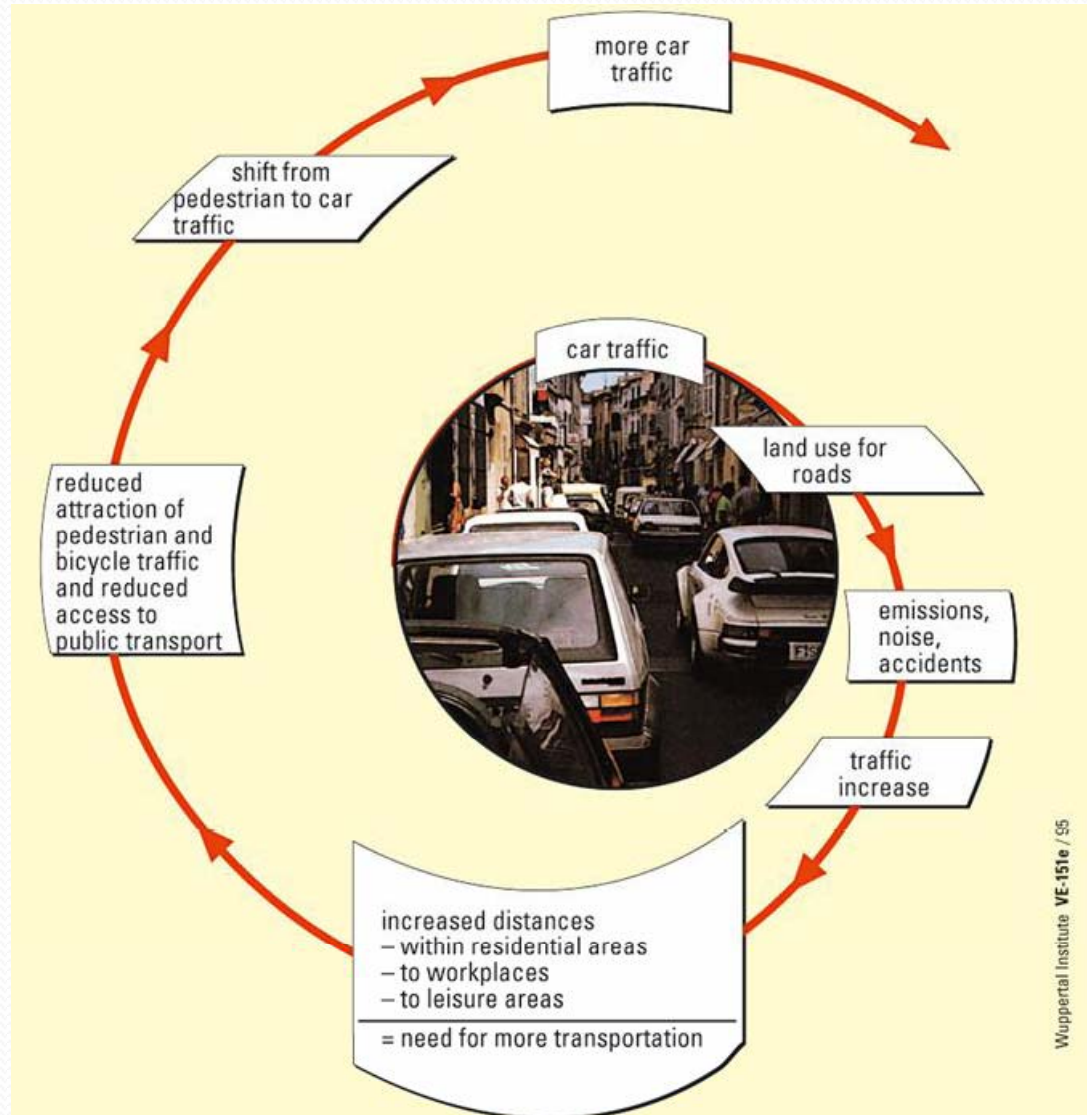 more car
traffic
shift from
pedestrian to car
traffic
car traffic
land use for
roads
reduced
attraction of
pedestrian and
bicycle traffic
and reduced
access to
public transport
emissions,
noise,
accidents
traffic
increase
increased distances
– within residential areas
– to workplaces
– to leisure areas
= need for more transportation
Wuppertal Institute VE-151e / 95